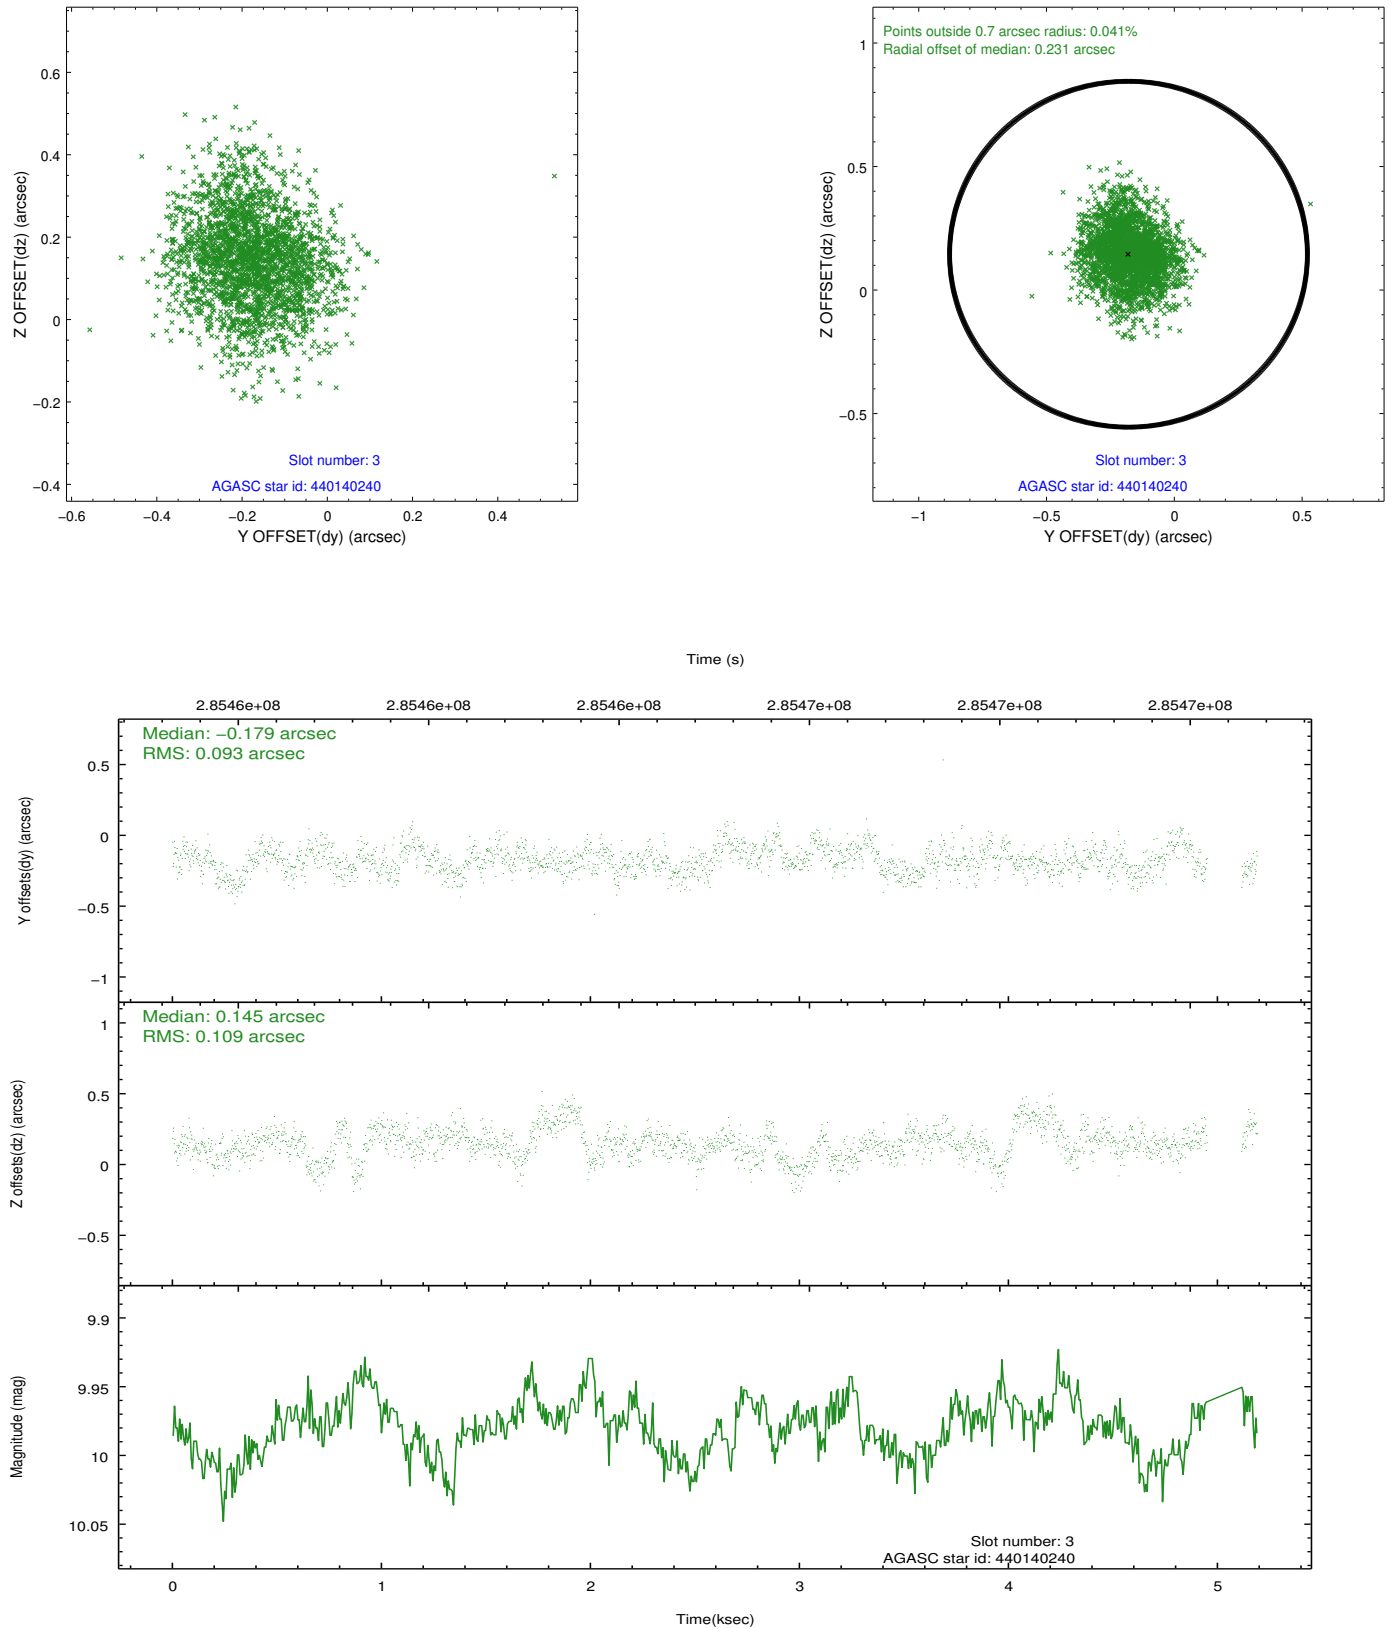 0.6
0.4
0.2
0
−0.2
−0.4
Z OFFSET(dz) (arcsec)
Slot number: 3
AGASC star id: 440140240
−0.6 −0.4 −0.2 0 0.2 0.4
Y OFFSET(dy) (arcsec)
Points outside 0.7 arcsec radius: 0.041%
Radial offset of median: 0.231 arcsec
1
0.5
0
−0.5
Z OFFSET(dz) (arcsec)
Slot number: 3
AGASC star id: 440140240
−1 −0.5 0 0.5
Y OFFSET(dy) (arcsec)
Time (s)
2.8546e+08 2.8546e+08 2.8546e+08 2.8547e+08 2.8547e+08 2.8547e+08
Median: −0.179 arcsec
RMS: 0.093 arcsec
0.5
0
−0.5
−1
Y offsets(dy) (arcsec)
Median: 0.145 arcsec
RMS: 0.109 arcsec
1
0.5
0
−0.5
Z offsets(dz) (arcsec)
9.9
9.95
10
10.05
Magnitude (mag)
Slot number: 3
AGASC star id: 440140240
0 1 2 3 4 5
Time(ksec)